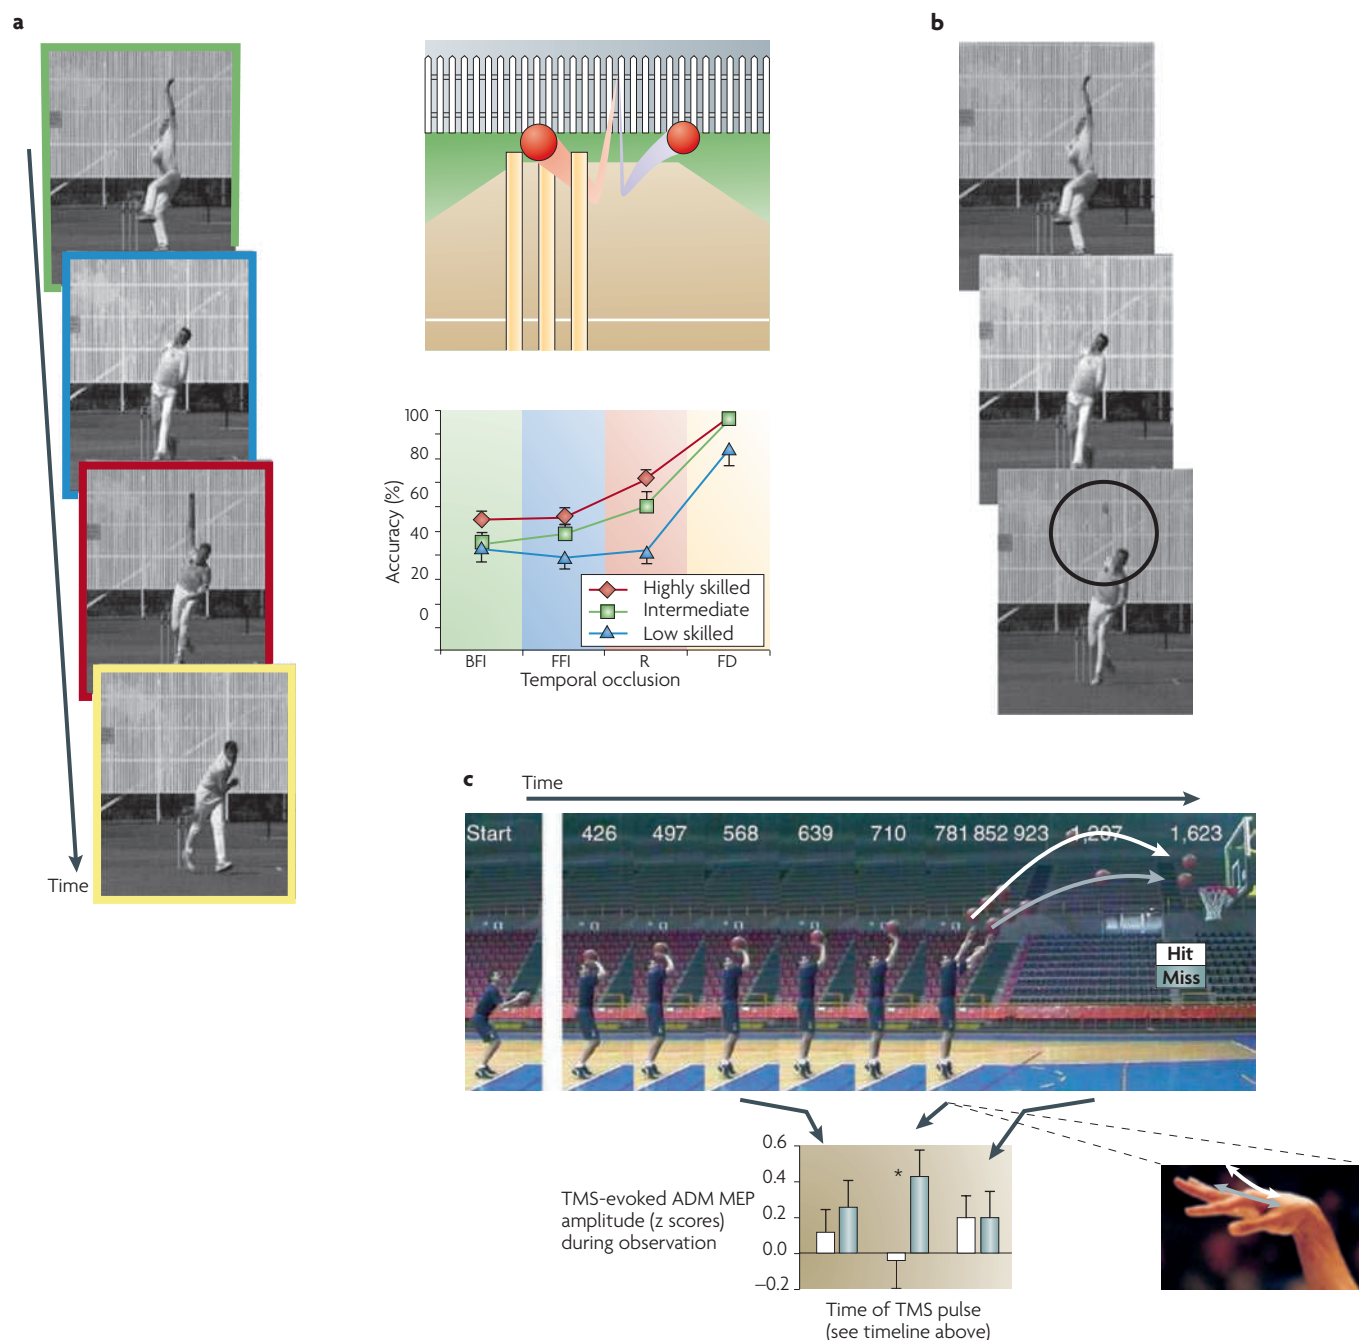 a
b
Time
100
80
60
40
20
0
Accuracy (%)
Highly skilled
Intermediate
Low skilled
BFI FFI R FD
Temporal occlusion
c
Time
Start 426 497 568 639 710 781 852 923 1,207 1,623
Hit
Miss
0.6
0.4
0.2
0.0
–0.2
*
TMS-evoked ADM MEP
amplitude (z scores)
during observation
Time of TMS pulse
(see timeline above)